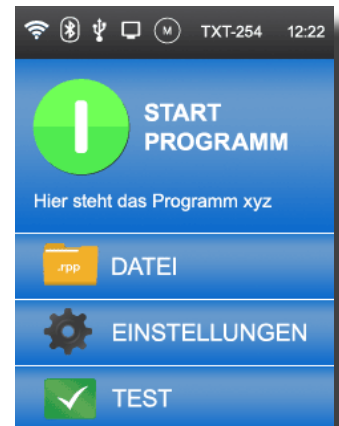 M TXT-254 12:22
START
PROGRAMM
Hier steht das Programm xyz
.rpp DATEI
EINSTELLUNGEN
TEST